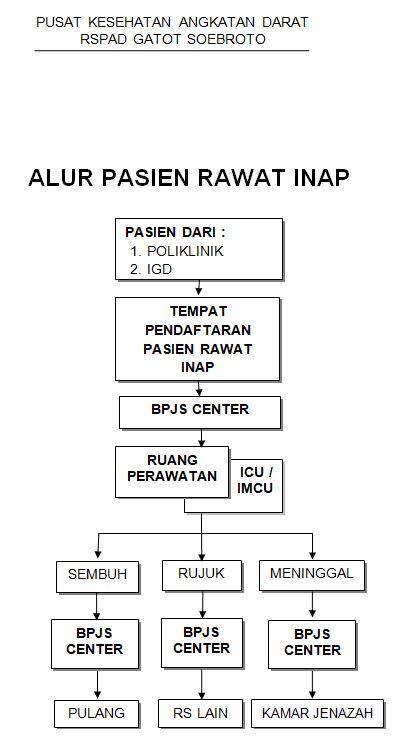 PUSAT KESEHATAN ANGKATAN DARAT
RSPAD GATOT SOEBROTO
ALUR PASIEN RAWAT INAP
PASIEN DARI :
1. POLIKLINIK
2. IGD
TEMPAT
PENDAFTARAN
PASIEN RAWAT
INAP
BPJS CENTER
RUANG
PERAWATAN
ICU /
IMCU
SEMBUH
RUJUK
MENINGGAL
BPJS
CENTER
BPJS
CENTER
BPJS
CENTER
PULANG
RS LAIN
KAMAR JENAZAH